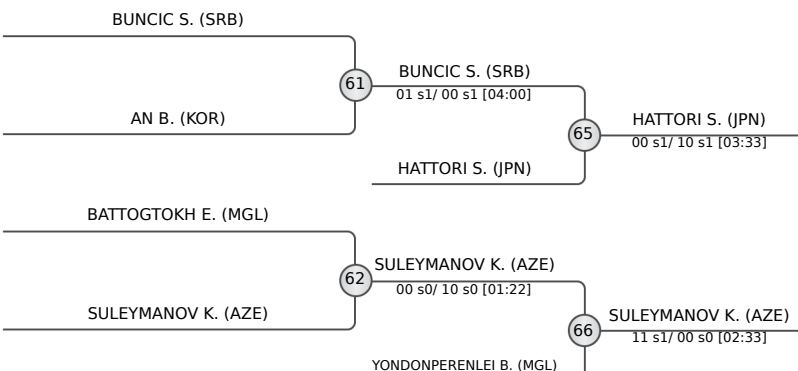 BUNCIC S. (SRB)
61
BUNCIC S. (SRB)
01 s1/ 00 s1 [04:00]
AN B. (KOR)
65
HATTORI S. (JPN)
00 s1/ 10 s1 [03:33]
HATTORI S. (JPN)
BATTOGTOKH E. (MGL)
62
SULEYMANOV K. (AZE)
00 s0/ 10 s0 [01:22]
SULEYMANOV K. (AZE)
66
SULEYMANOV K. (AZE)
11 s1/ 00 s0 [02:33]
YONDONPERENLEI B. (MGL)